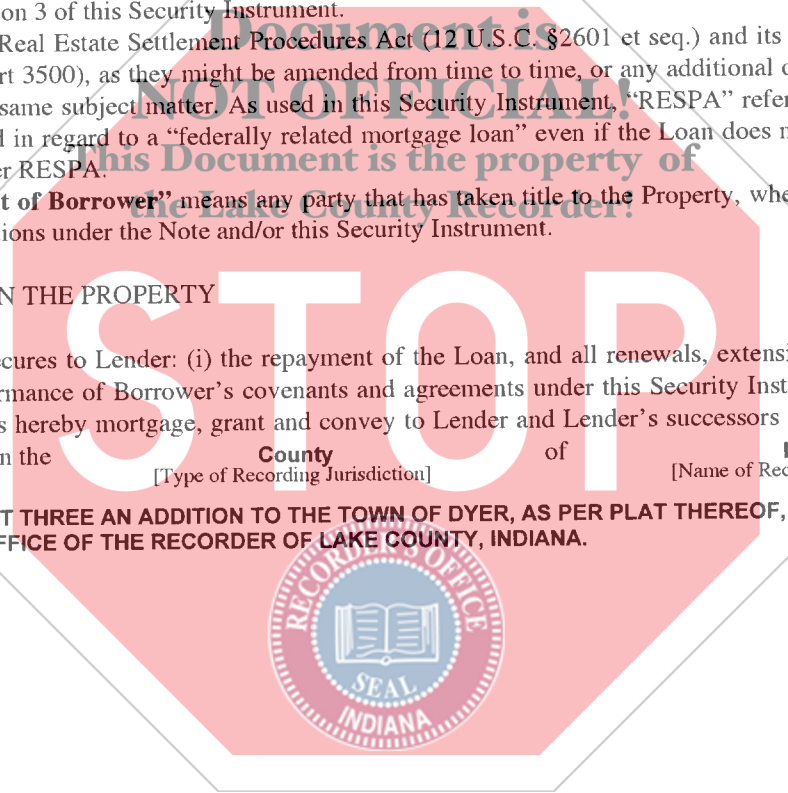 on 3 of this Security Instrument.
Document is
Real Estate Settlement Procedures Act (12 U.S.C. §2601 et seq.) and its
rt 3500), as they might be amended from time to time, or any additional
NOT OFFICIAL!
same subject matter. As used in this Security Instrument, “RESPA” refer
in regard to a “federally related mortgage loan” even if the Loan does
This Document is the property of
er RESPA.
t of Borrower” means any party that has taken title to the Property, whe
the Lake County Recorder!
ions under the Note and/or this Security Instrument.
STOP
N THE PROPERTY
ecures to Lender: (i) the repayment of the Loan, and all renewals, extensi
rmance of Borrower’s covenants and agreements under this Security Inst
s hereby mortgage, grant and convey to Lender and Lender’s successors
n the County of
[Type of Recording Jurisdiction] [Name of Rec
T THREE AN ADDITION TO THE TOWN OF DYER, AS PER PLAT THEREOF,
FFICE OF THE RECORDER OF LAKE COUNTY, INDIANA.
RECORDER'S OFFICE
SEAL
INDIANA